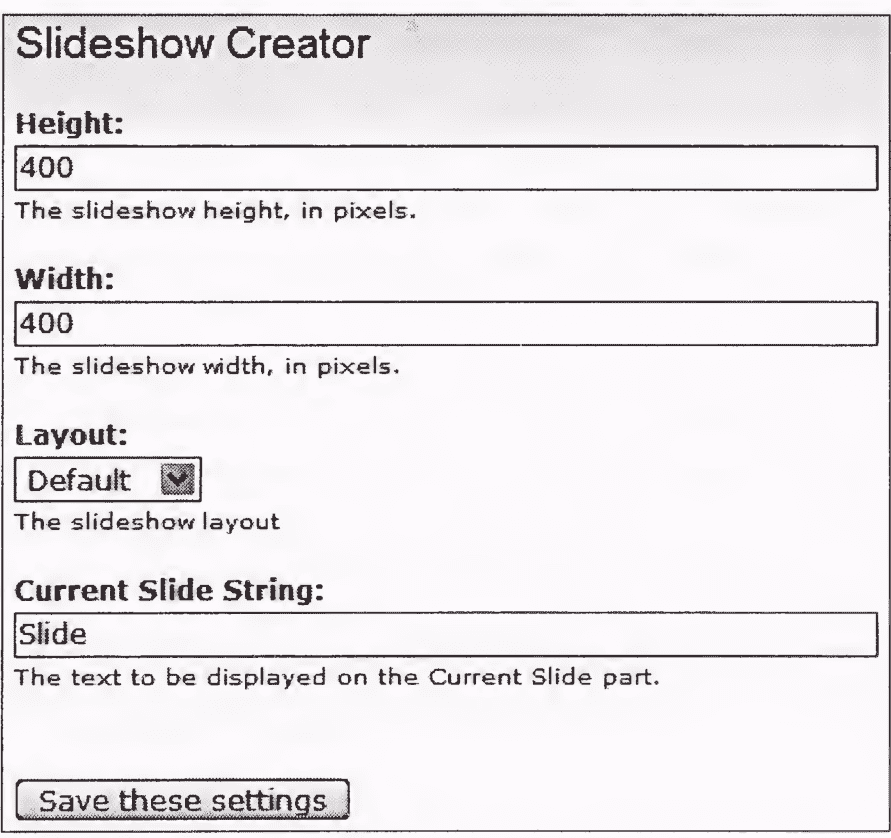 Slideshow Creator
Height:
400
The slideshow height, in pixels.
Width:
400
The slideshow width, in pixels.
Layout:
Default
The slideshow layout
Current Slide String:
Slide
The text to be displayed on the Current Slide part.
Save these settings